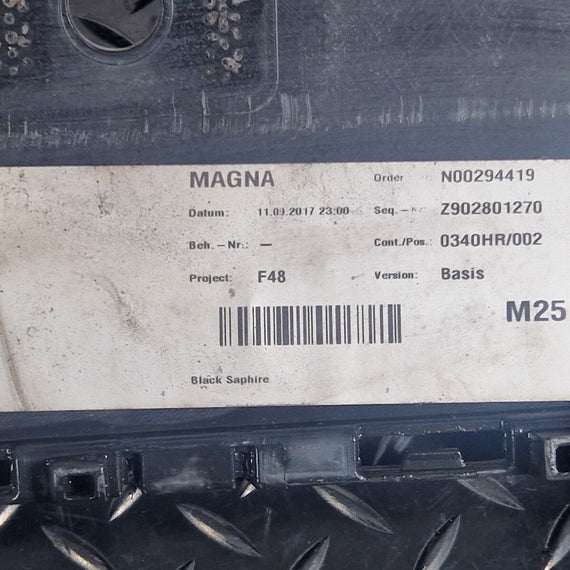 MAGNA Order N00294419
Datum: 11.09.2017 23:00 Seq.-Nr Z902801270
Beh.-Nr.: – Cont./Pos.: 0340HR/002
Project: F48 Version: Basis
M25
Black Saphire